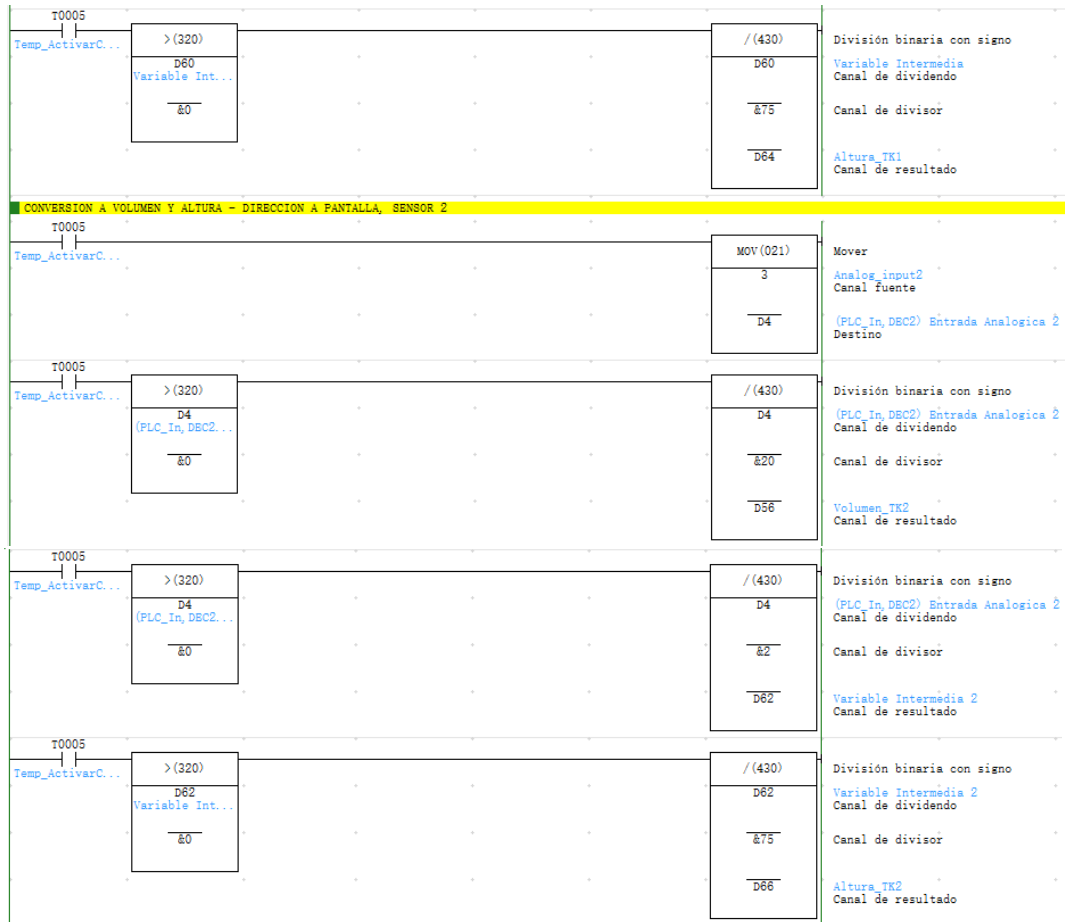 T0005
Temp_ActivarC...
>(320)
D60
Variable Int...
&0
/(430)
D60
&75
D64
División binaria con signo
Variable Intermedia
Canal de dividendo
Canal de divisor
Altura_TK1
Canal de resultado
CONVERSION A VOLUMEN Y ALTURA - DIRECCION A PANTALLA, SENSOR 2
T0005
Temp_ActivarC...
MOV(021)
3
D4
Mover
Analog_input2
Canal fuente
(PLC_In,DEC2) Entrada Analogica 2
Destino
T0005
Temp_ActivarC...
>(320)
D4
(PLC_In,DEC2...
&0
/(430)
D4
&20
D56
División binaria con signo
(PLC_In,DEC2) Entrada Analogica 2
Canal de dividendo
Canal de divisor
Volumen_TK2
Canal de resultado
T0005
Temp_ActivarC...
>(320)
D4
(PLC_In,DEC2...
&0
/(430)
D4
&2
D62
División binaria con signo
(PLC_In,DEC2) Entrada Analogica 2
Canal de dividendo
Canal de divisor
Variable Intermedia 2
Canal de resultado
T0005
Temp_ActivarC...
>(320)
D62
Variable Int...
&0
/(430)
D62
&75
D66
División binaria con signo
Variable Intermedia 2
Canal de dividendo
Canal de divisor
Altura_TK2
Canal de resultado